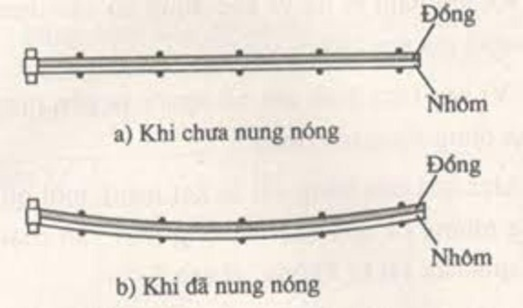 Đồng
Nhôm
a) Khi chưa nung nóng
Đồng
Nhôm
b) Khi đã nung nóng